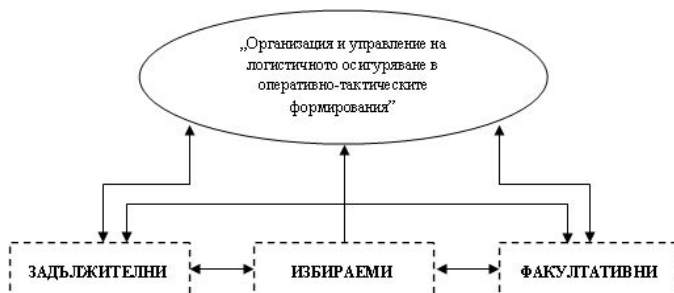 „Организация и управление на
логистичното осигуряване в
оперативно-тактическите
формирования”
ЗАДЪЛЖИТЕЛНИ
ИЗБИРАЕМИ
ФАКУЛТАТИВНИ